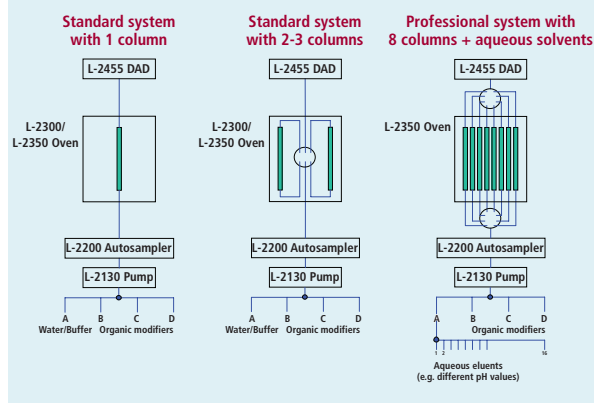 Standard system
with 1 column
L-2455 DAD
L-2300/
L-2350 Oven
L-2200 Autosampler
L-2130 Pump
A B C D
Water/Buffer Organic modifiers
Standard system
with 2-3 columns
L-2455 DAD
L-2300/
L-2350 Oven
L-2200 Autosampler
L-2130 Pump
A B C D
Water/Buffer Organic modifiers
Professional system with
8 columns + aqueous solvents
L-2455 DAD
L-2350 Oven
L-2200 Autosampler
L-2130 Pump
A B C D
Organic modifiers
1 2 16
Aqueous eluents
(e.g. different pH values)